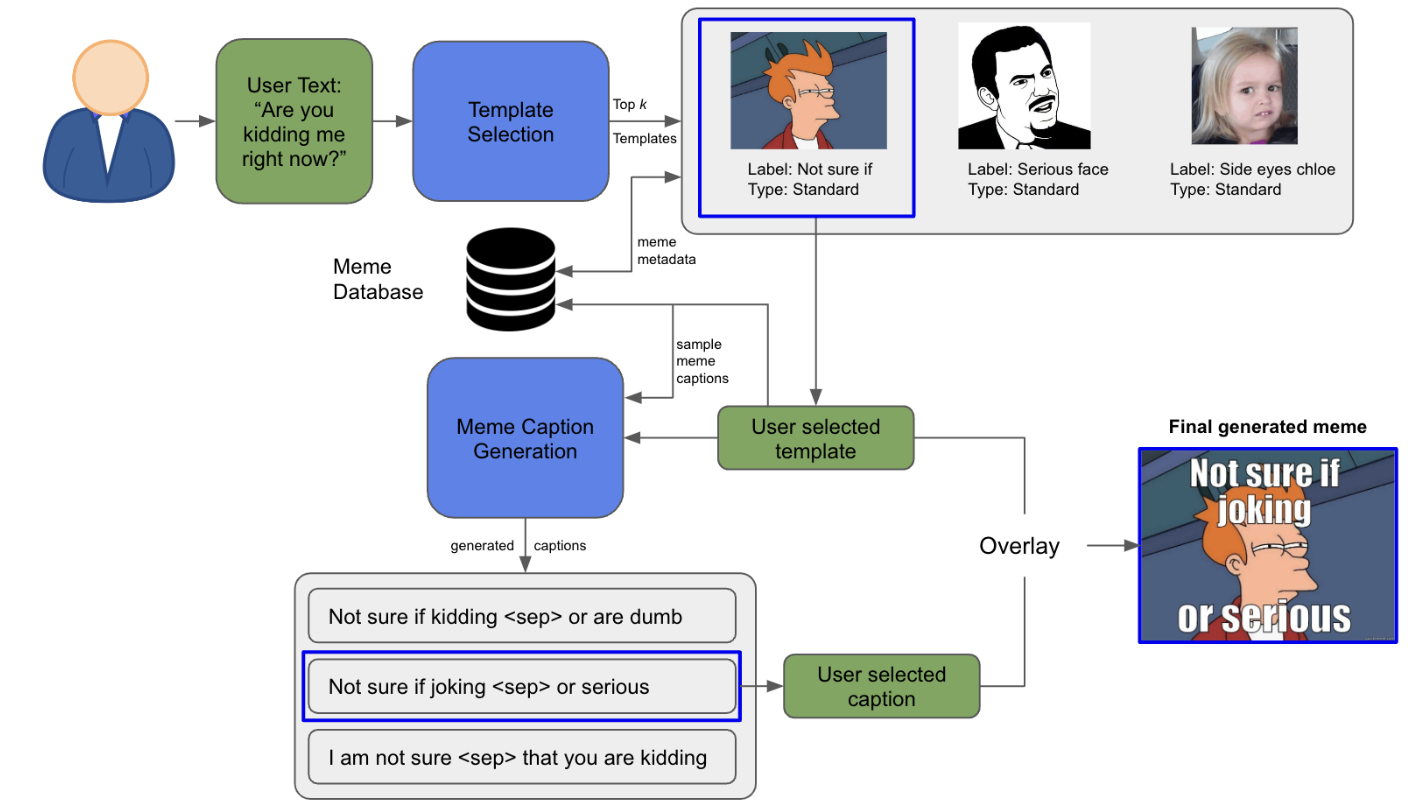 User Text:
“Are you
kidding me
right now?”
Template
Selection
Top k
Templates
Label: Not sure if
Type: Standard
Label: Serious face
Type: Standard
Label: Side eyes chloe
Type: Standard
meme
metadata
Meme
Database
sample
meme
captions
Meme Caption
Generation
User selected
template
generated
captions
Not sure if kidding <sep> or are dumb
Not sure if joking <sep> or serious
I am not sure <sep> that you are kidding
User selected
caption
Overlay
Final generated meme
Not sure if
joking
or serious